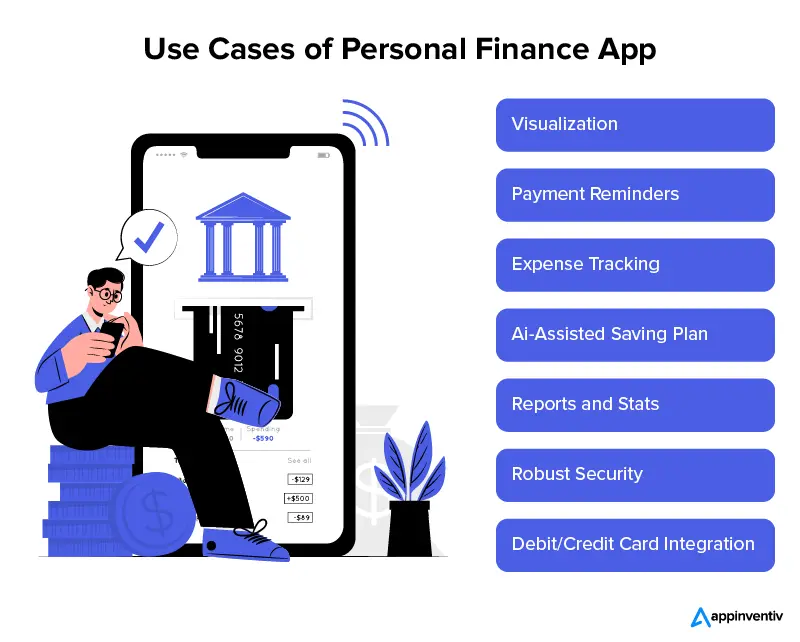 Use Cases of Personal Finance App
Visualization
Payment Reminders
Expense Tracking
Ai-Assisted Saving Plan
Reports and Stats
Robust Security
Debit/Credit Card Integration
5678 9012
Spending
-$590
See all
-$129
+$500
-$89
appinventiv